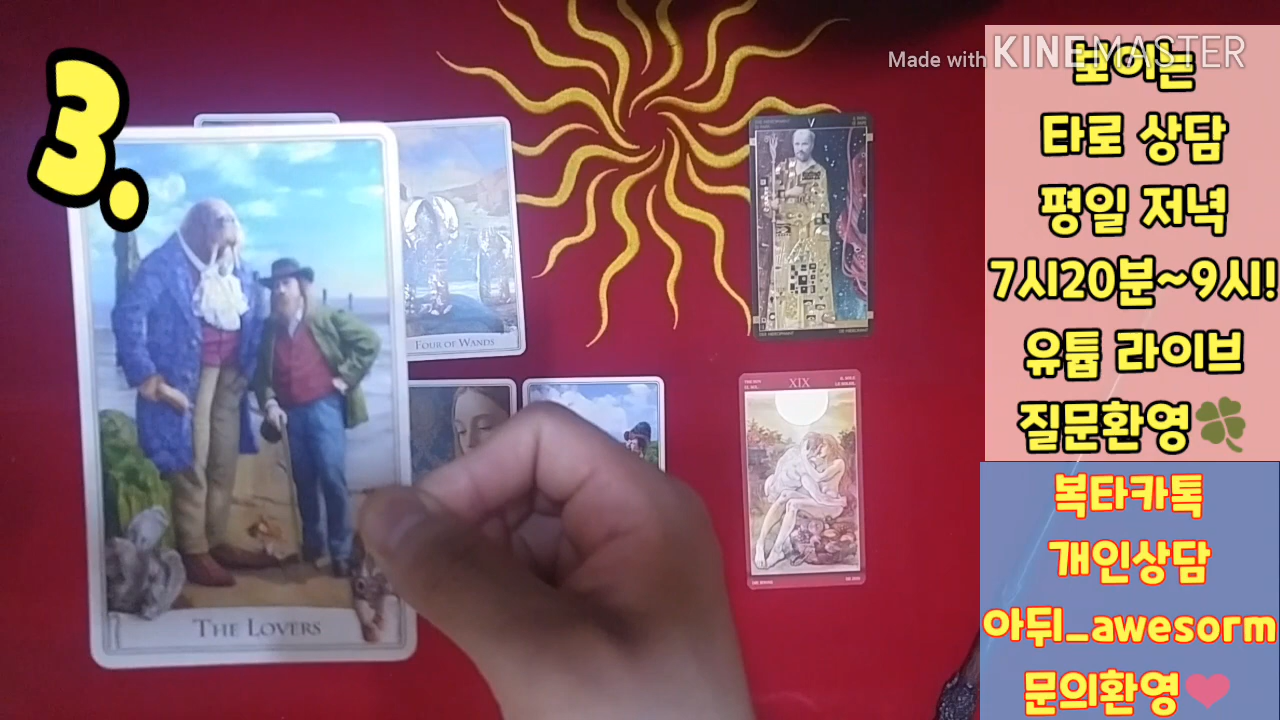 3.
Made with KINEMASTER
보이는
타로 상담
평일 저녁
7시20분~9시!
유튭 라이브
질문환영🍀
복타카톡
개인상담
아뒤_awesorm
문의환영❤
THE LOVERS
FOUR OF WANDS
V
XIX